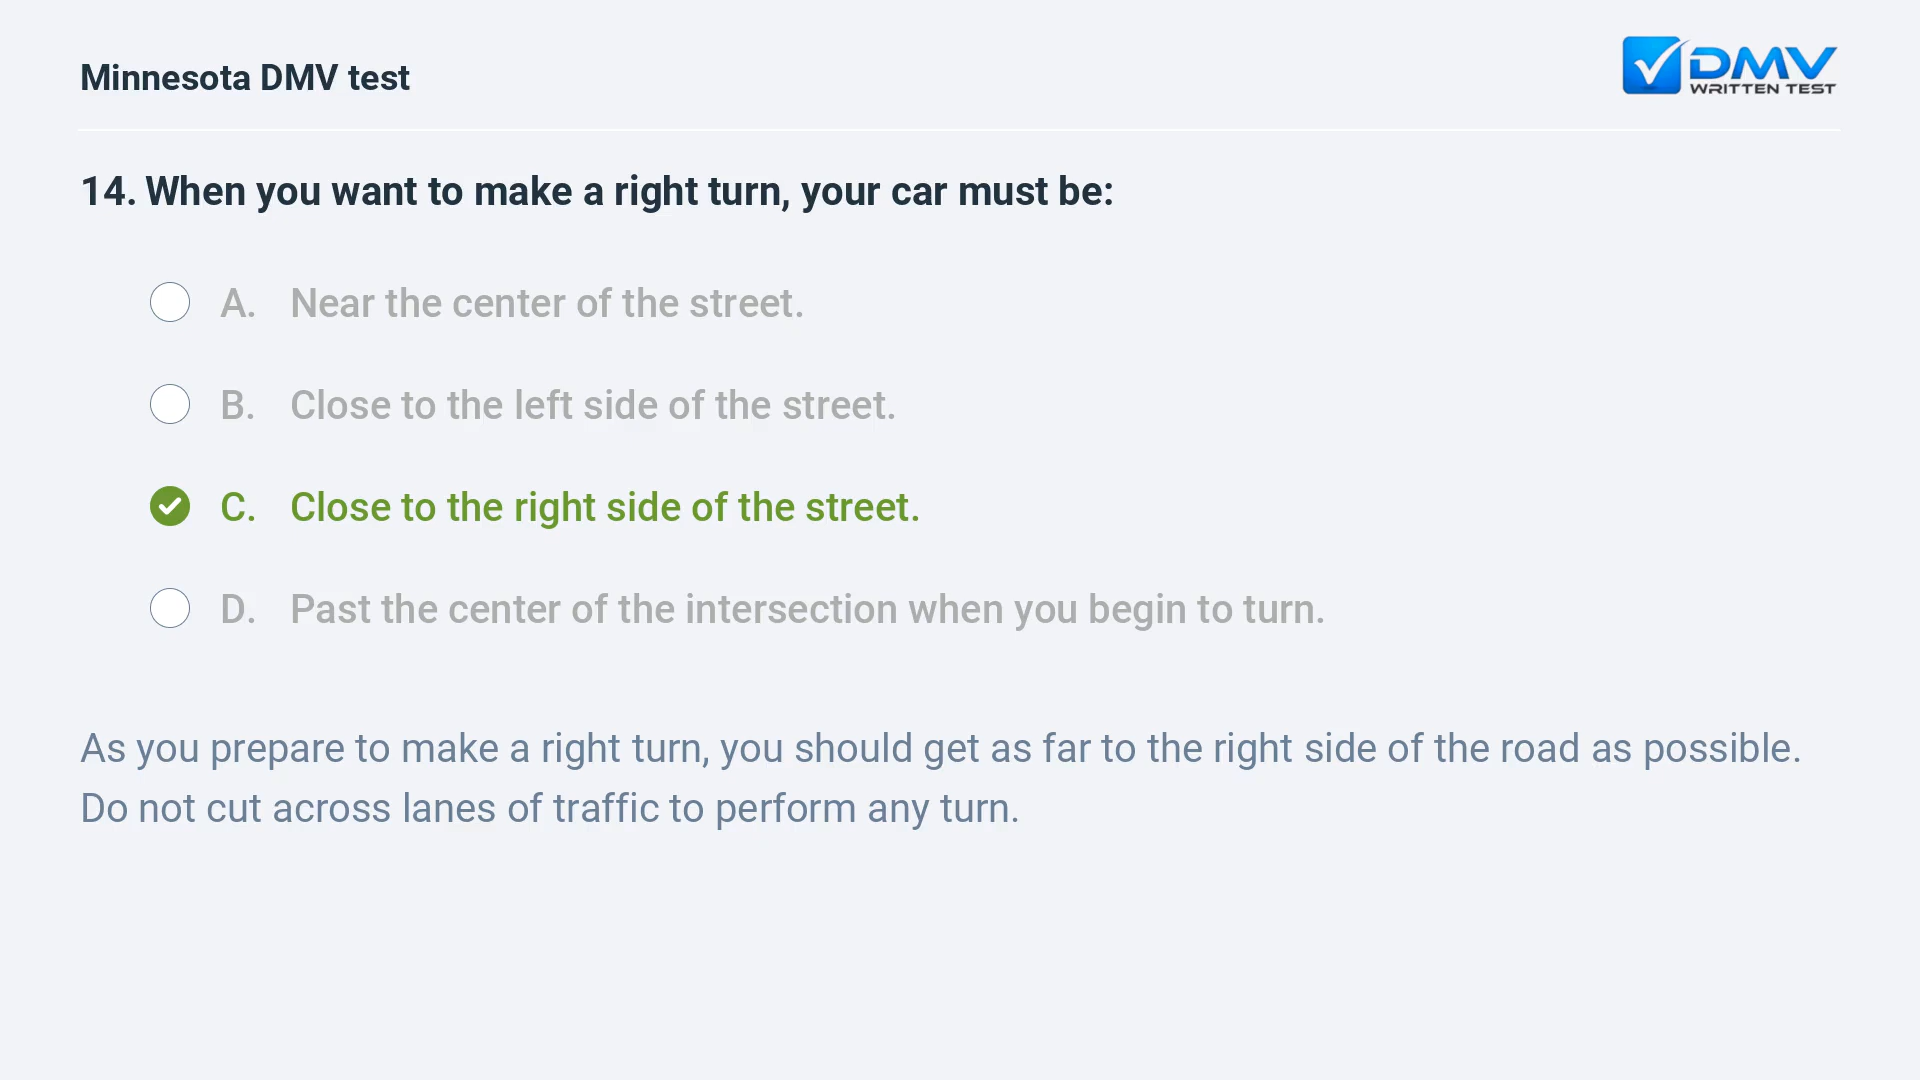 Minnesota DMV test
DMV
WRITTEN TEST
14. When you want to make a right turn, your car must be:
A. Near the center of the street.
B. Close to the left side of the street.
C. Close to the right side of the street.
D. Past the center of the intersection when you begin to turn.
As you prepare to make a right turn, you should get as far to the right side of the road as possible.
Do not cut across lanes of traffic to perform any turn.